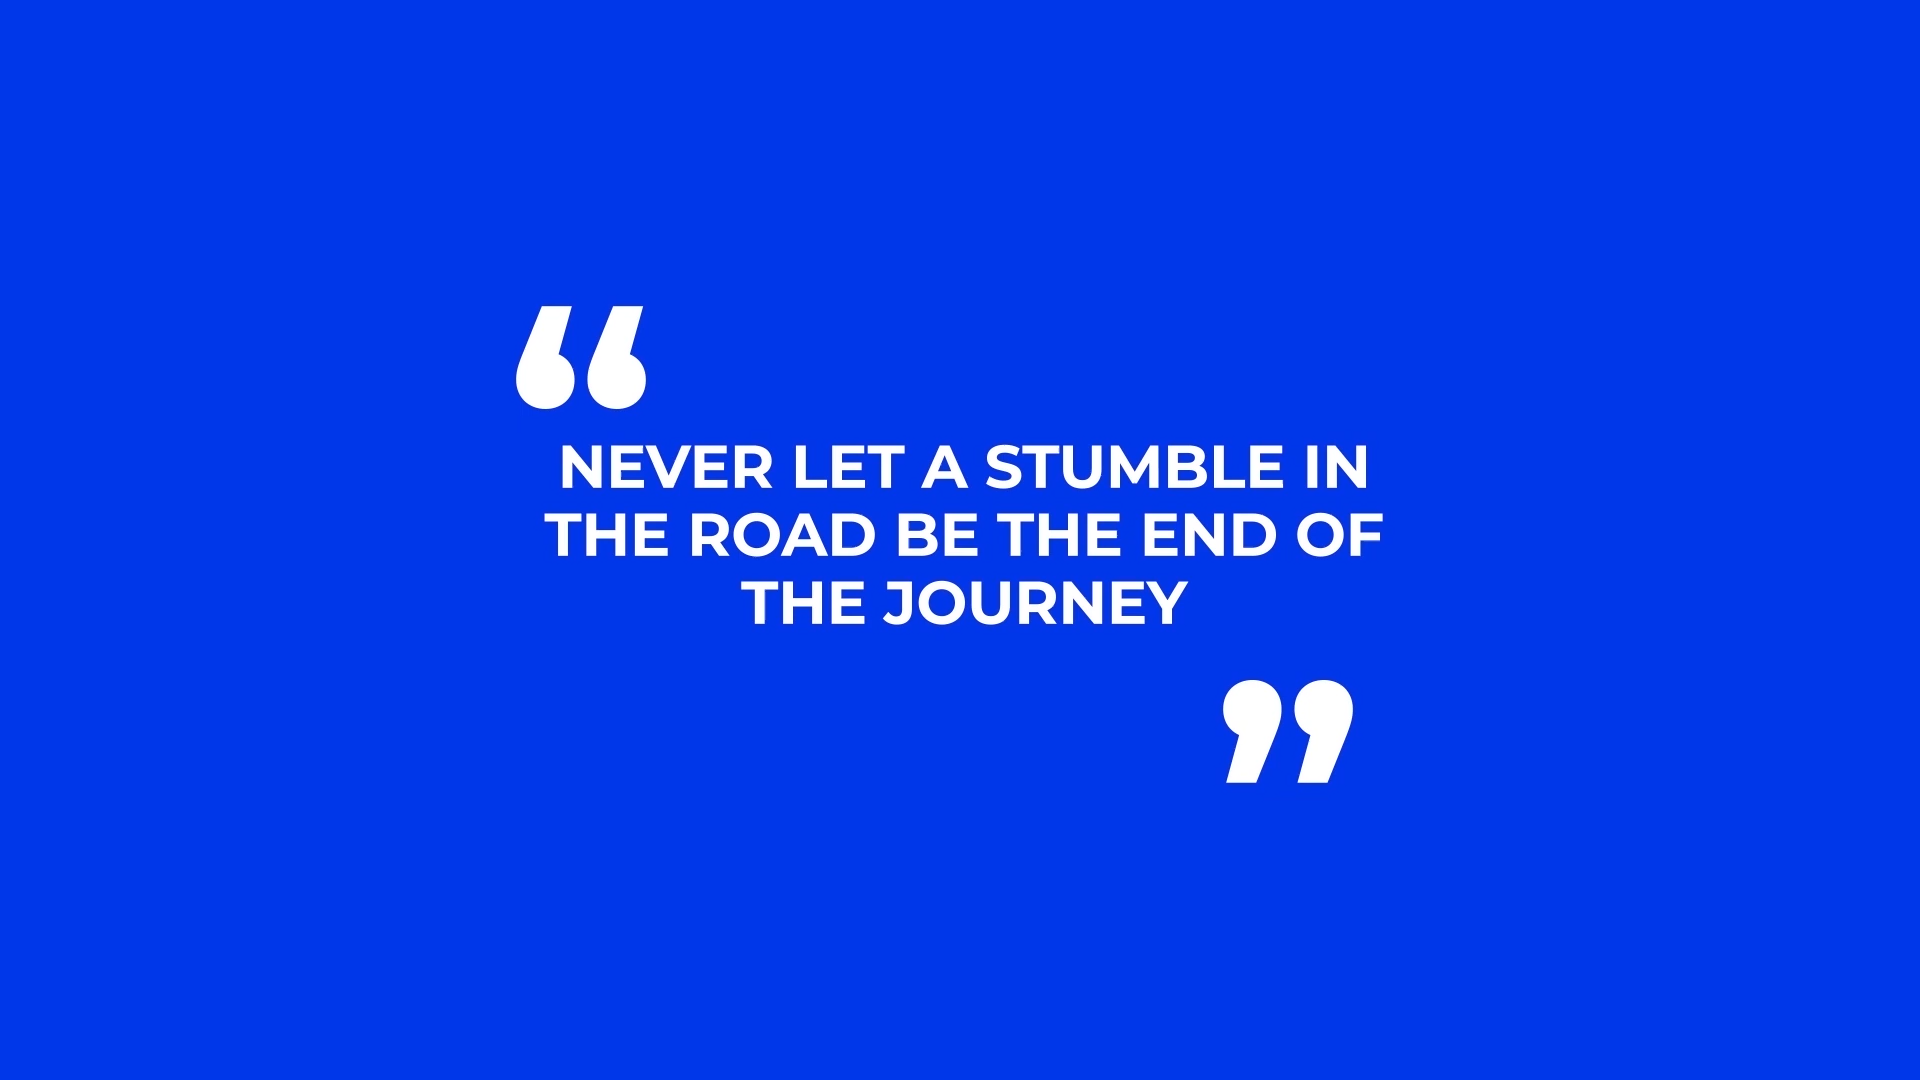 “
NEVER LET A STUMBLE IN
THE ROAD BE THE END OF
THE JOURNEY
”